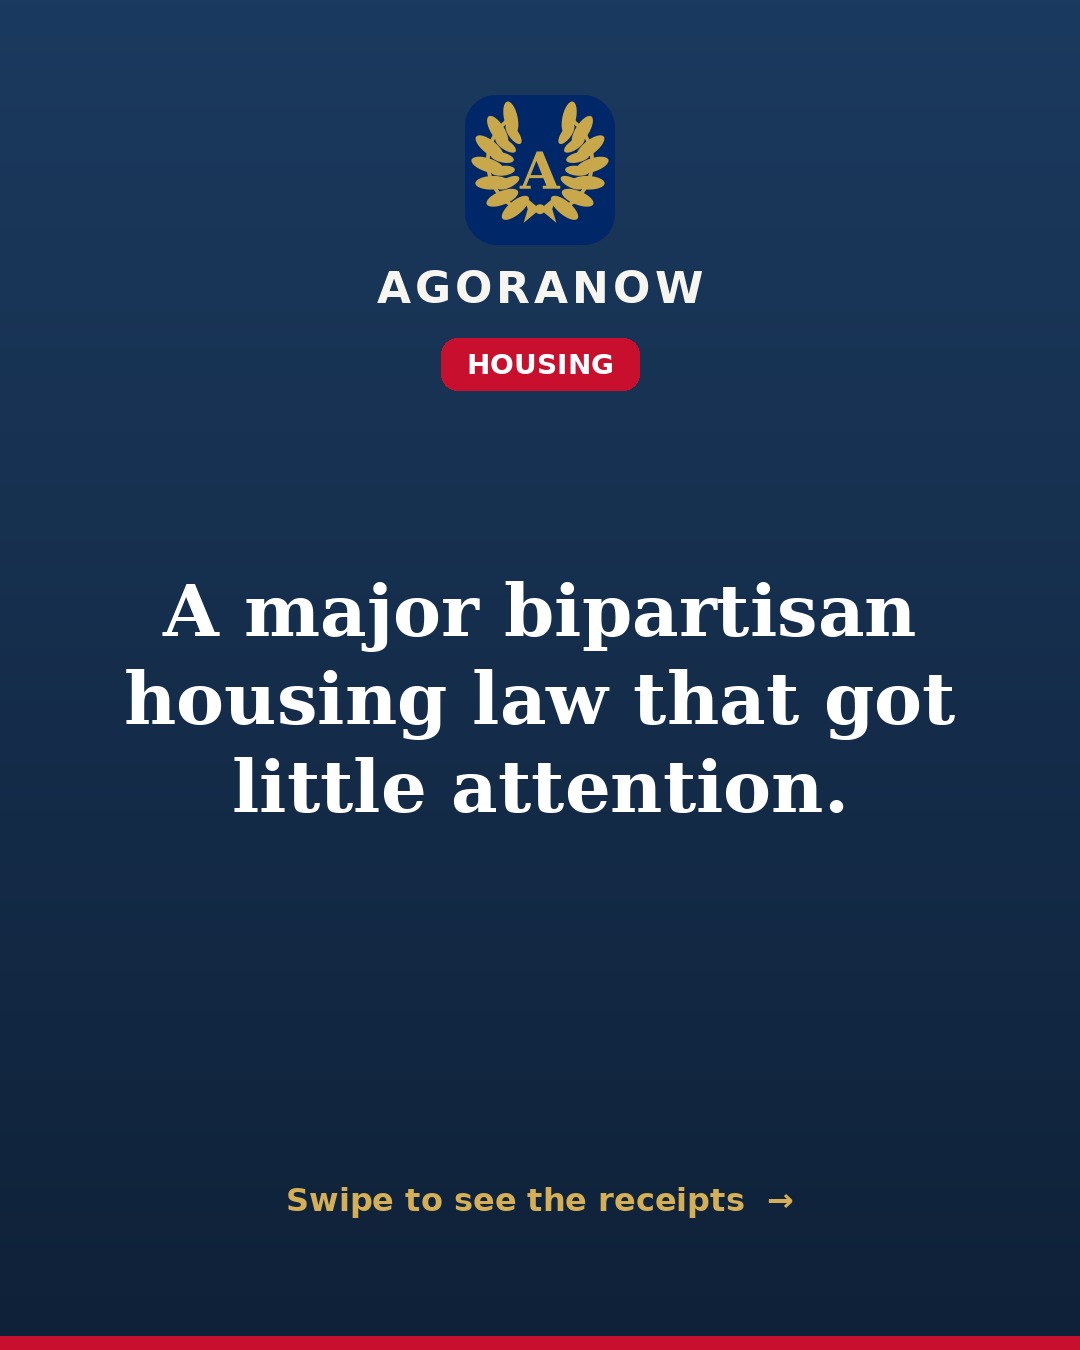 A
AGORANOW
HOUSING
A major bipartisan
housing law that got
little attention.
Swipe to see the receipts →